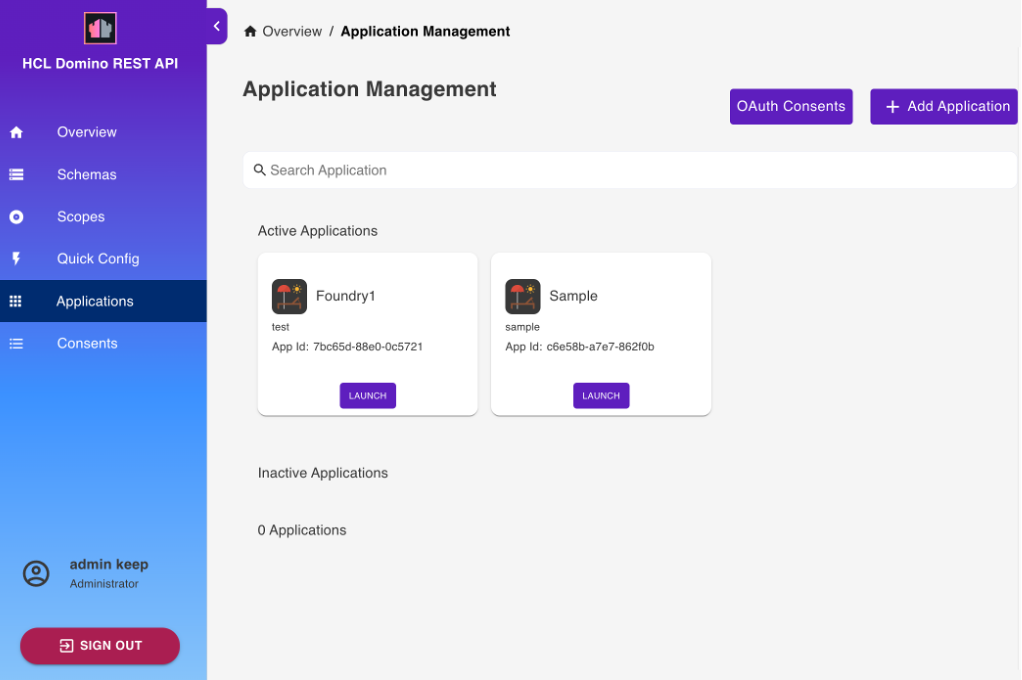 HCL Domino REST API
Overview
Schemas
Scopes
Quick Config
Applications
Consents
admin keep
Administrator
SIGN OUT
Overview / Application Management
Application Management
OAuth Consents
Add Application
Search Application
Active Applications
Foundry1
test
App Id: 7bc65d-88e0-0c5721
LAUNCH
Sample
sample
App Id: c6e58b-a7e7-862f0b
LAUNCH
Inactive Applications
0 Applications